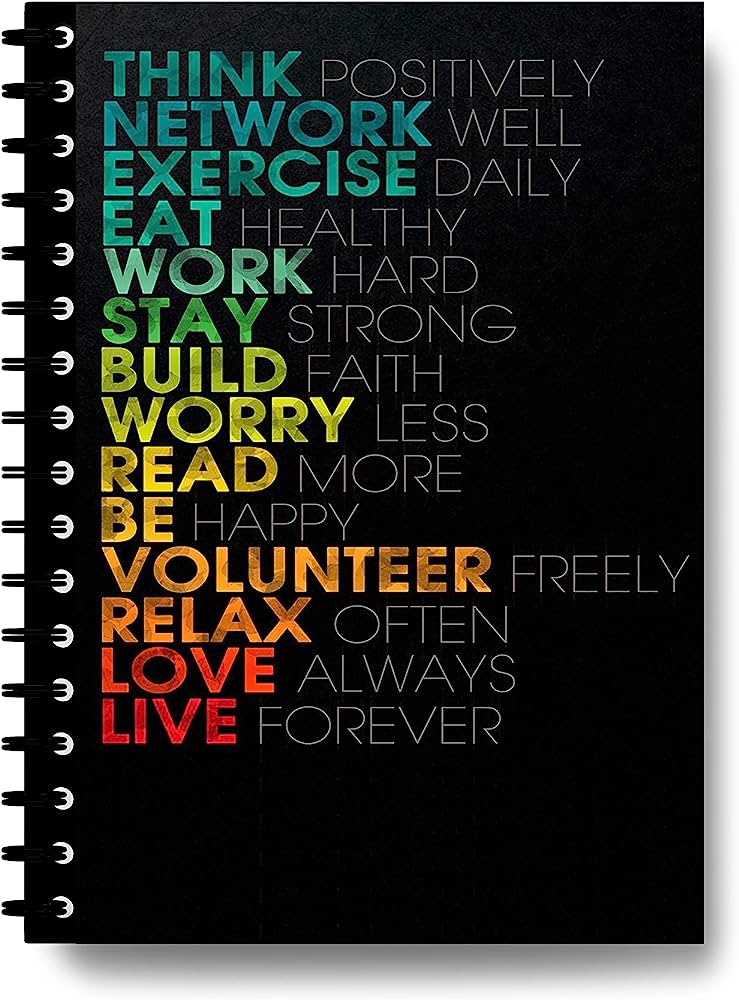 THINK POSITIVELY
NETWORK WELL
EXERCISE DAILY
EAT HEALTHY
WORK HARD
STAY STRONG
BUILD FAITH
WORRY LESS
READ MORE
BE HAPPY
VOLUNTEER FREELY
RELAX OFTEN
LOVE ALWAYS
LIVE FOREVER